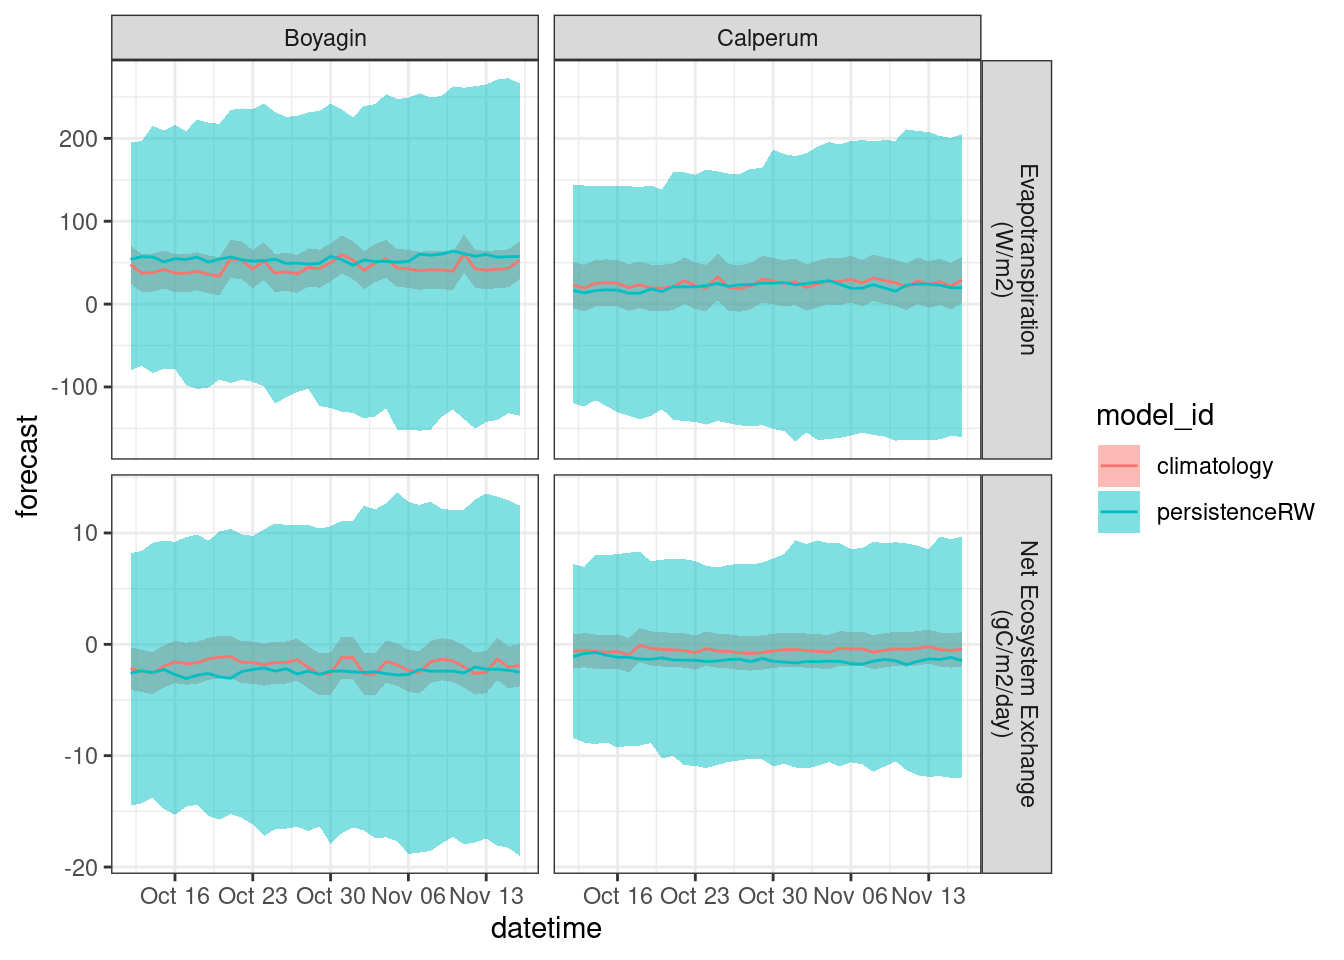 Boyagin
Calperum
200
100
0
-100
Evapotranspiration
(W/m2)
10
0
-10
-20
Net Ecosystem Exchange
(gC/m2/day)
Oct 16 Oct 23 Oct 30 Nov 06 Nov 13
Oct 16 Oct 23 Oct 30 Nov 06 Nov 13
datetime
forecast
model_id
climatology
persistenceRW